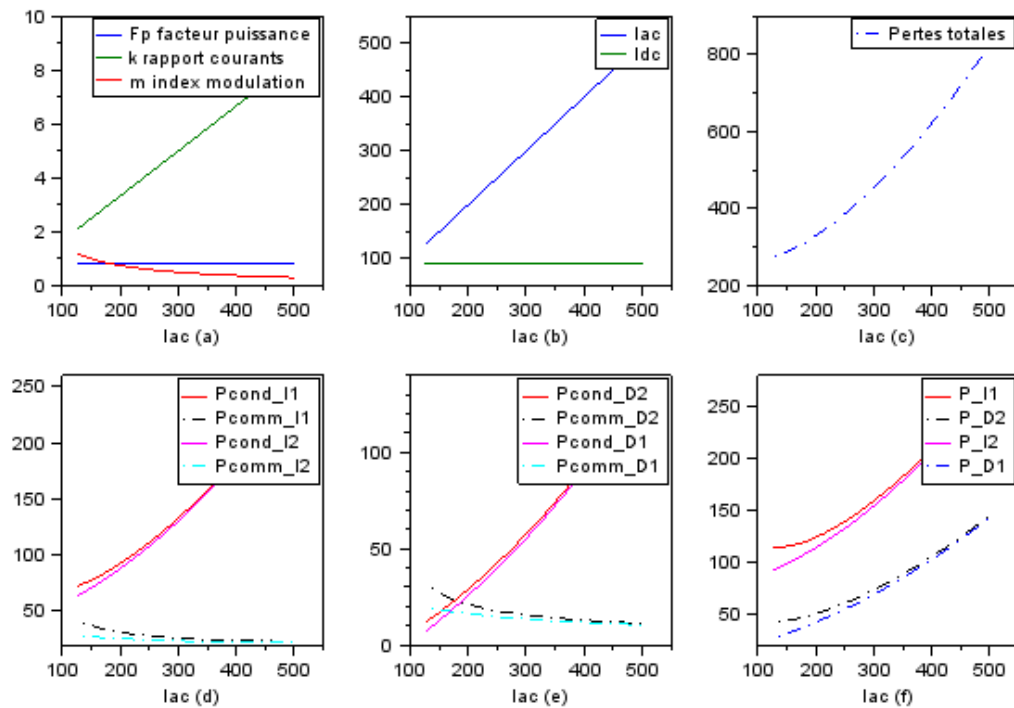 10
8
6
4
2
0
Fp facteur puissance
k rapport courants
m index modulation
100 200 300 400 500
Iac (a)
500
400
300
200
100
Iac
Idc
100 200 300 400 500
Iac (b)
800
600
400
200
Pertes totales
100 200 300 400 500
Iac (c)
250
200
150
100
50
Pcond_I1
Pcomm_I1
Pcond_I2
Pcomm_I2
100 200 300 400 500
Iac (d)
100
50
0
Pcond_D2
Pcomm_D2
Pcond_D1
Pcomm_D1
100 200 300 400 500
Iac (e)
250
200
150
100
50
P_I1
P_D2
P_I2
P_D1
100 200 300 400 500
Iac (f)